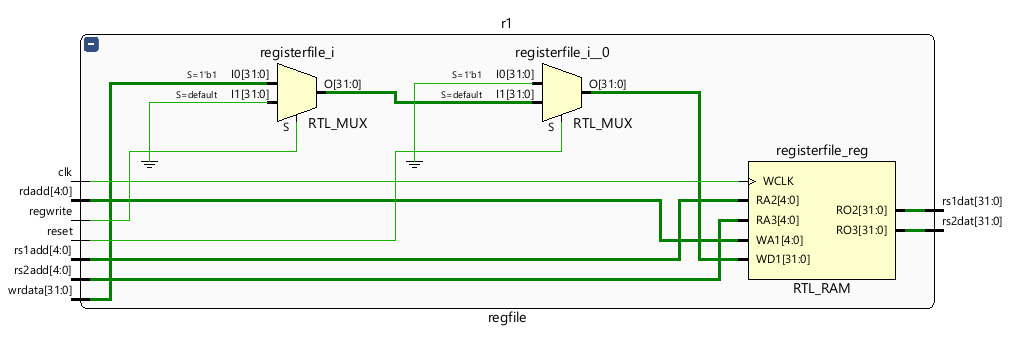 r1
registerfile_i
registerfile_i__0
S=1'b1
I0[31:0]
S=default
I1[31:0]
O[31:0]
S
RTL_MUX
S=1'b1
I0[31:0]
S=default
I1[31:0]
O[31:0]
S
RTL_MUX
registerfile_reg
clk
rdadd[4:0]
regwrite
reset
rs1add[4:0]
rs2add[4:0]
wrdata[31:0]
WCLK
RA2[4:0]
RA3[4:0]
WA1[4:0]
WD1[31:0]
RO2[31:0]
RO3[31:0]
rs1dat[31:0]
rs2dat[31:0]
RTL_RAM
regfile